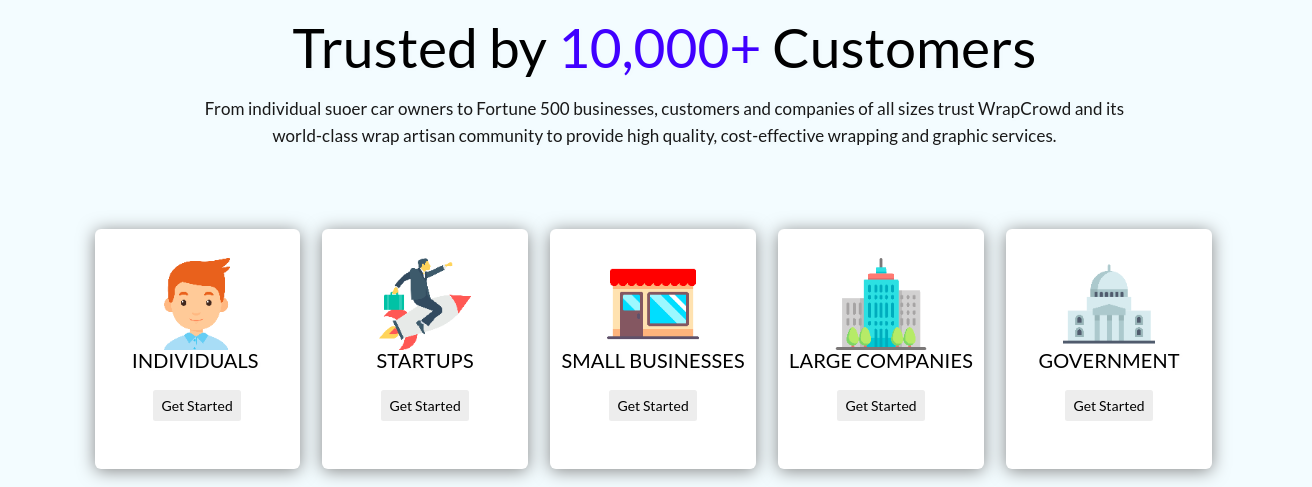 Trusted by 10,000+ Customers
From individual suoer car owners to Fortune 500 businesses, customers and companies of all sizes trust WrapCrowd and its
world-class wrap artisan community to provide high quality, cost-effective wrapping and graphic services.
INDIVIDUALS
Get Started
STARTUPS
Get Started
SMALL BUSINESSES
Get Started
LARGE COMPANIES
Get Started
GOVERNMENT
Get Started